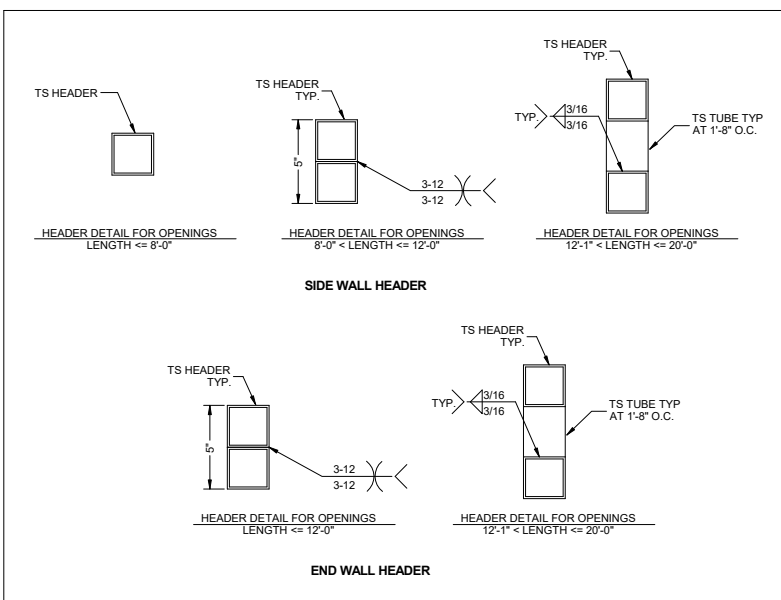 TS HEADER
HEADER DETAIL FOR OPENINGS
LENGTH <= 8'-0"
TS HEADER
TYP.
5"
3-12
3-12
HEADER DETAIL FOR OPENINGS
8'-0" < LENGTH <= 12'-0"
TS HEADER
TYP.
TYP.
3/16
3/16
TS TUBE TYP
AT 1'-8" O.C.
HEADER DETAIL FOR OPENINGS
12'-1" < LENGTH <= 20'-0"
SIDE WALL HEADER
TS HEADER
TYP.
5"
3-12
3-12
HEADER DETAIL FOR OPENINGS
LENGTH <= 12'-0"
TS HEADER
TYP.
TYP.
3/16
3/16
TS TUBE TYP
AT 1'-8" O.C.
HEADER DETAIL FOR OPENINGS
12'-1" < LENGTH <= 20'-0"
END WALL HEADER